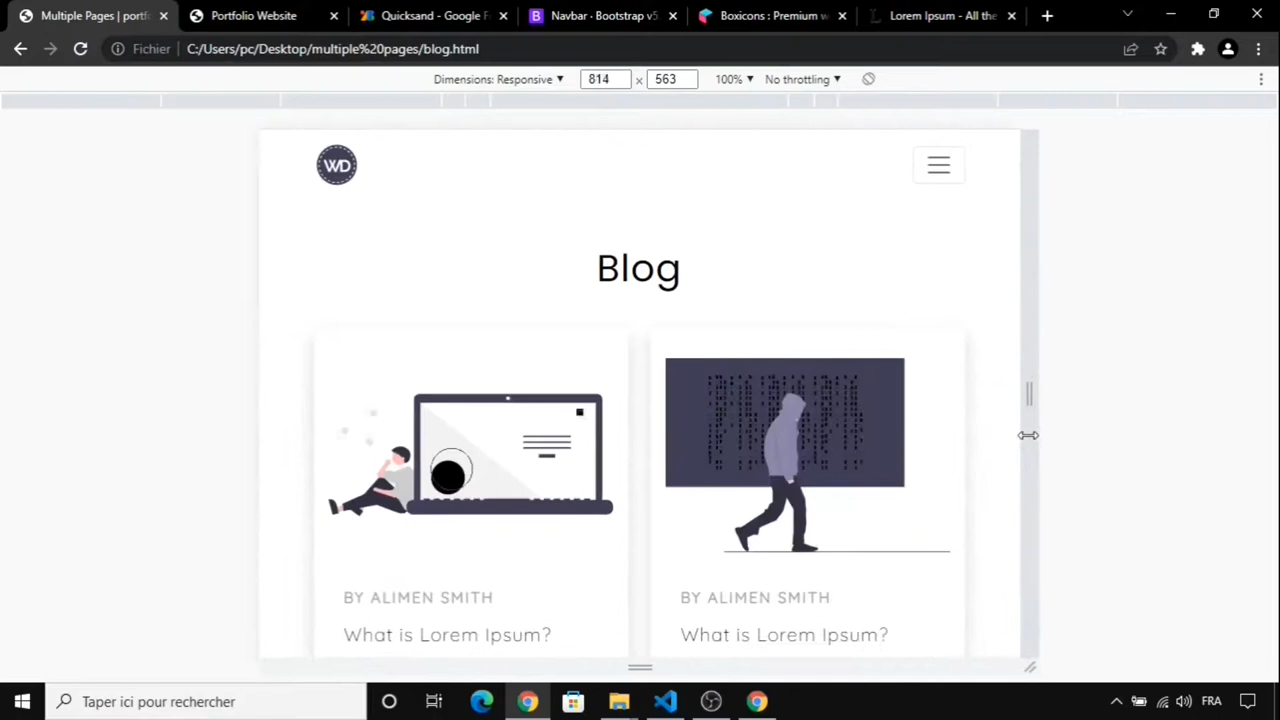 Multiple Pages | portf
Portfolio Website
Quicksand - Google F
Navbar · Bootstrap v5
Boxicons : Premium w
Lorem Ipsum - All the
Fichier
C:/Users/pc/Desktop/multiple%20pages/blog.html
Dimensions: Responsive
814 × 563
100%
No throttling
WD
Blog
BY ALIMEN SMITH
What is Lorem Ipsum?
BY ALIMEN SMITH
What is Lorem Ipsum?
Taper ici pour rechercher
FRA